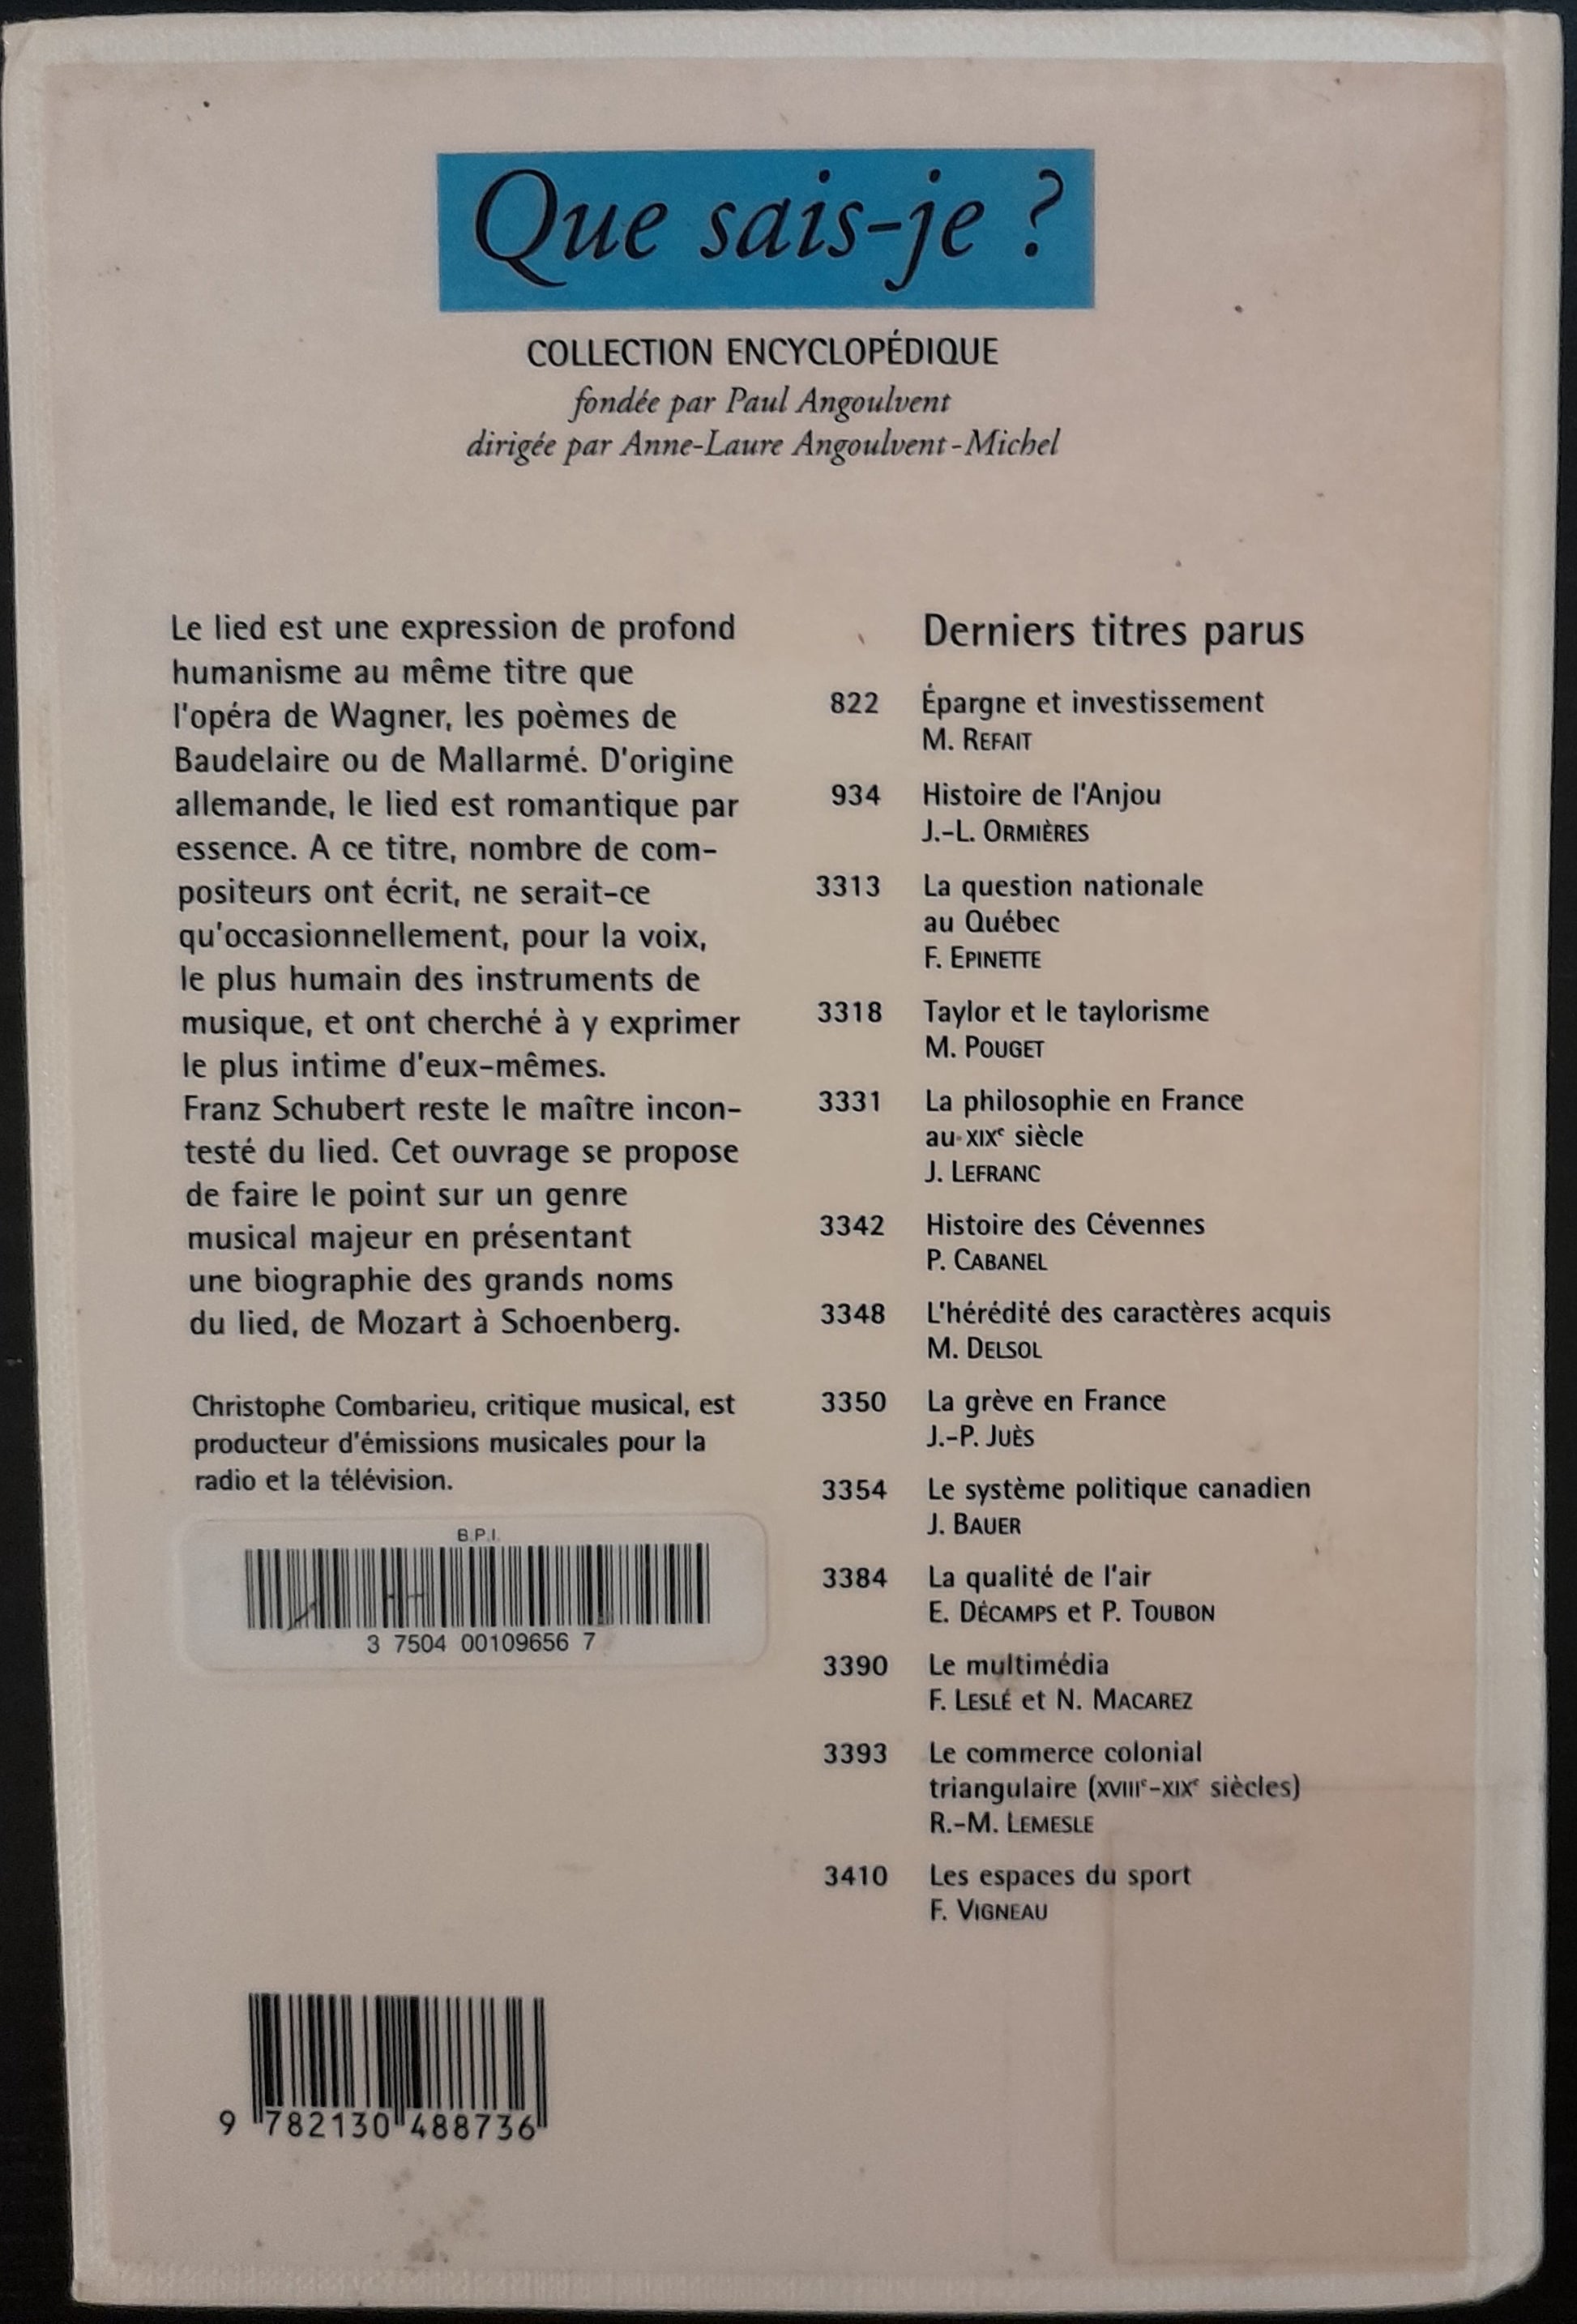 Que sais-je ?
COLLECTION ENCYCLOPÉDIQUE
fondée par Paul Angoulvent
dirigée par Anne-Laure Angoulvent-Michel
Le lied est une expression de profond
humanisme au même titre que
l'opéra de Wagner, les poèmes de
Baudelaire ou de Mallarmé. D'origine
allemande, le lied est romantique par
essence. A ce titre, nombre de com-
positeurs ont écrit, ne serait-ce
qu'occasionnellement, pour la voix,
le plus humain des instruments de
musique, et ont cherché à y exprimer
le plus intime d'eux-mêmes.
Franz Schubert reste le maître incon-
testé du lied. Cet ouvrage se propose
de faire le point sur un genre
musical majeur en présentant
une biographie des grands noms
du lied, de Mozart à Schoenberg.
Christophe Combarieu, critique musical, est
producteur d'émissions musicales pour la
radio et la télévision.
B.P.I.
3 7504 00109656 7
9 782130 488736
Derniers titres parus
822 Épargne et investissement
M. REFAIT
934 Histoire de l'Anjou
J.-L. ORMIÈRES
3313 La question nationale
au Québec
F. EPINETTE
3318 Taylor et le taylorisme
M. POUGET
3331 La philosophie en France
au XIXe siècle
J. LEFRANC
3342 Histoire des Cévennes
P. CABANEL
3348 L'hérédité des caractères acquis
M. DELSOL
3350 La grève en France
J.-P. JUÈS
3354 Le système politique canadien
J. BAUER
3384 La qualité de l'air
E. DÉCAMPS et P. TOUBON
3390 Le multimédia
F. LESLÉ et N. MACAREZ
3393 Le commerce colonial
triangulaire (XVIIIe-XIXe siècles)
R.-M. LEMESLE
3410 Les espaces du sport
F. VIGNEAU